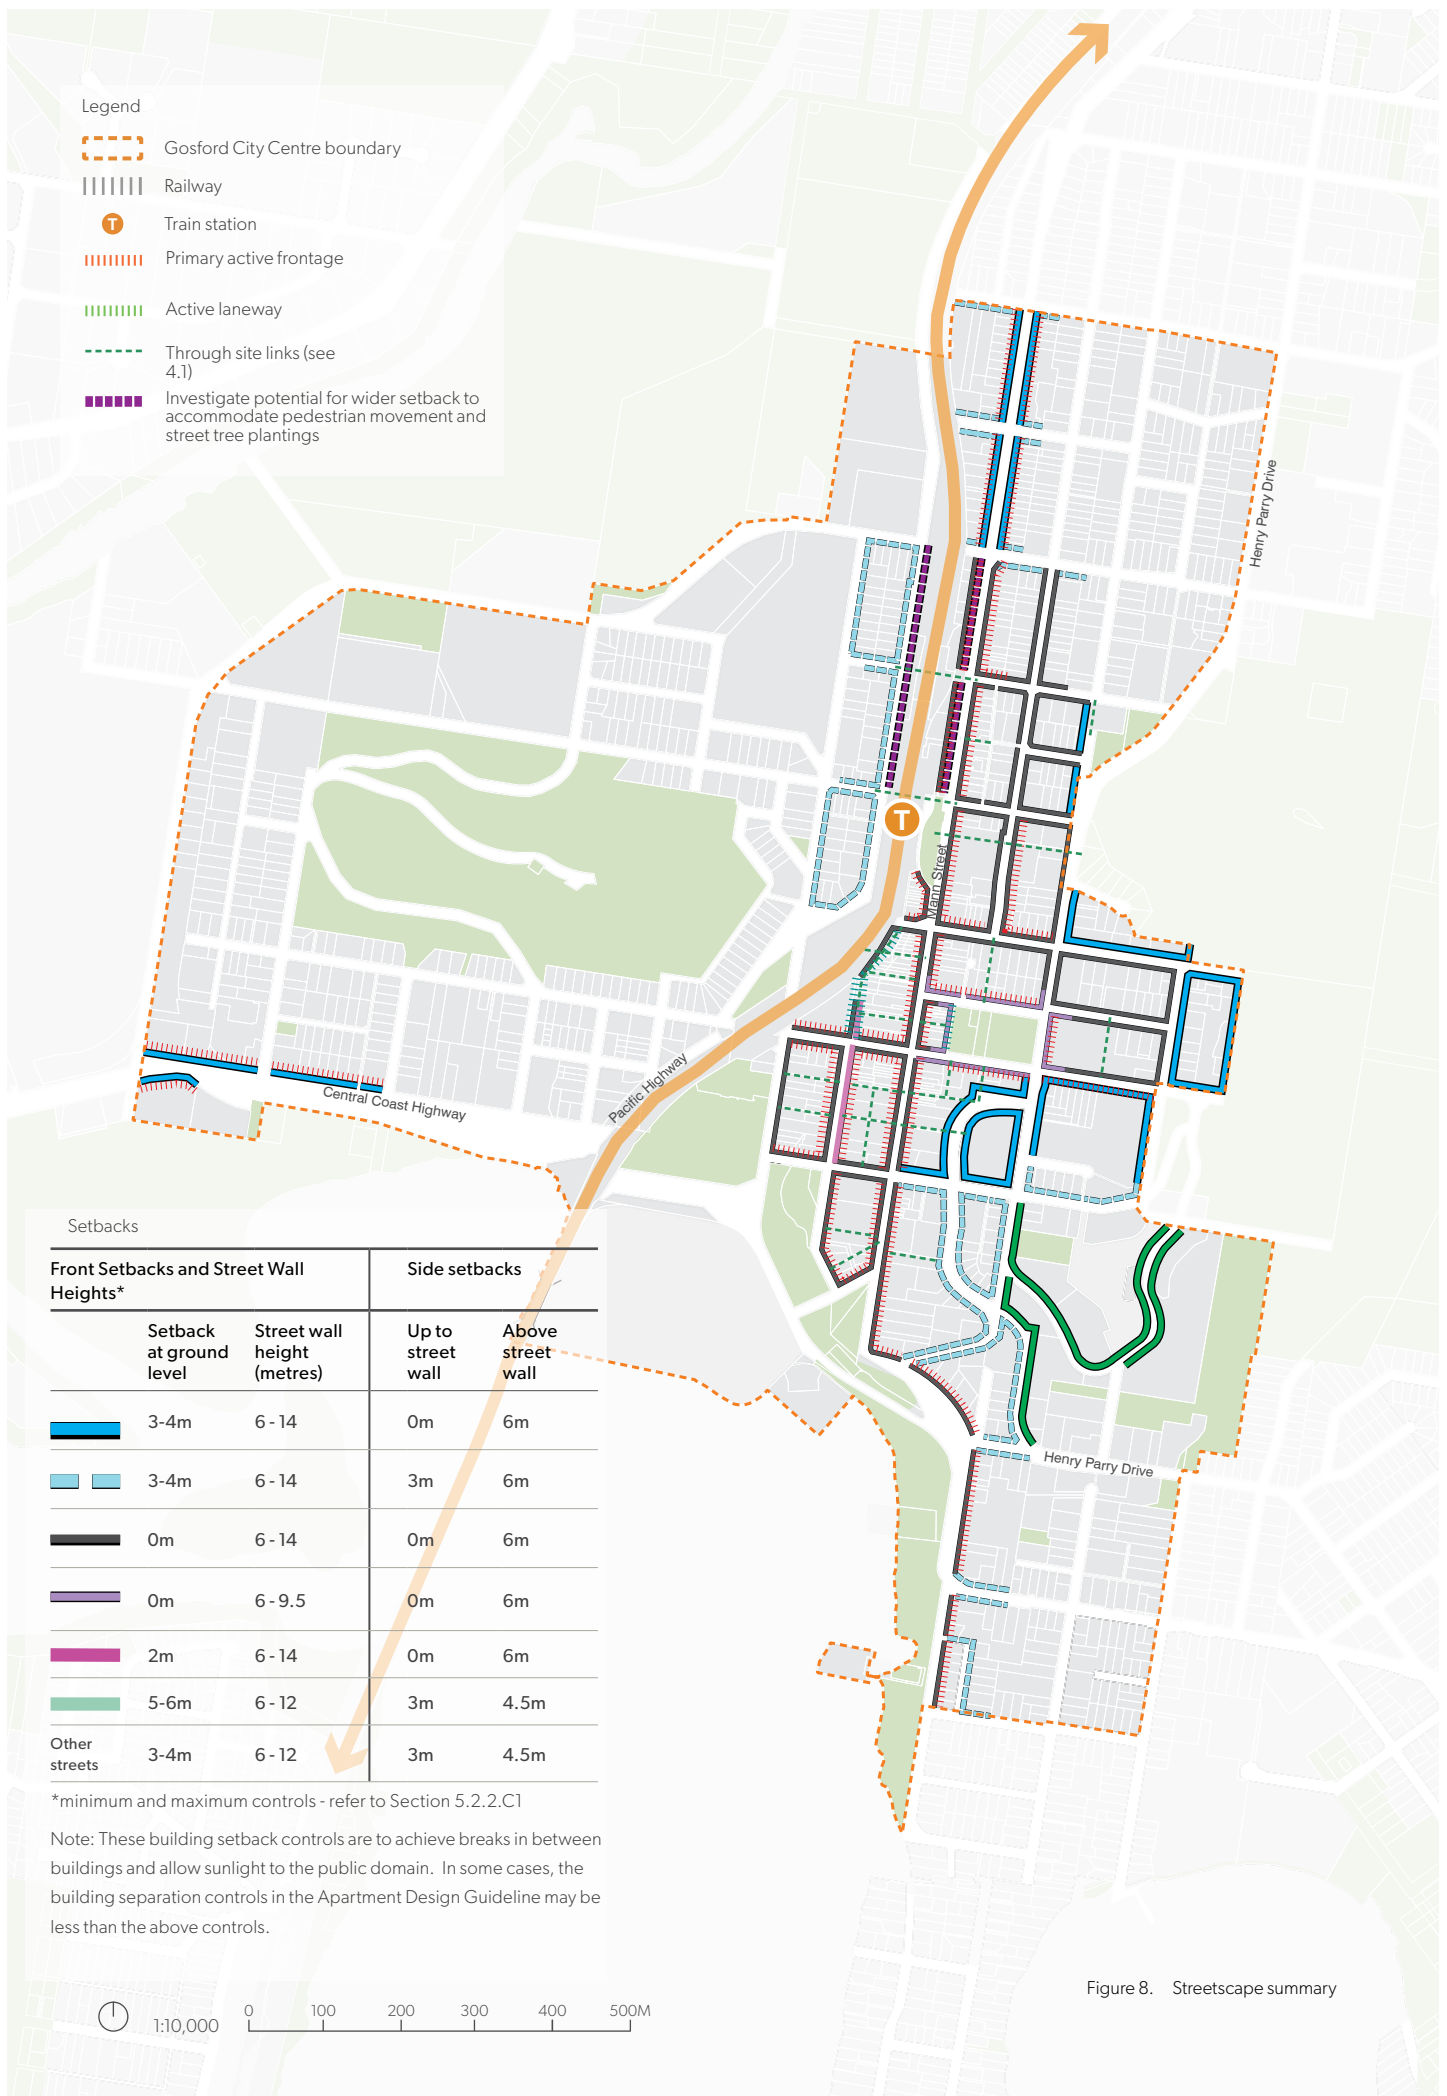 Legend
Gosford City Centre boundary
Railway
T
Train station
Primary active frontage
Active laneway
Through site links (see
4.1)
Investigate potential for wider setback to
accommodate pedestrian movement and
street tree plantings
Henry Parry Drive
T
Mann Street
Pacific Highway
Central Coast Highway
Henry Parry Drive
Setbacks
Front Setbacks and Street Wall
Heights*
Side setbacks
Setback
at ground
level
Street wall
height
(metres)
Up to
street
wall
Above
street
wall
3-4m 6 - 14 0m 6m
3-4m 6 - 14 3m 6m
0m 6 - 14 0m 6m
0m 6 - 9.5 0m 6m
2m 6 - 14 0m 6m
5-6m 6 - 12 3m 4.5m
Other
streets
3-4m 6 - 12 3m 4.5m
*minimum and maximum controls - refer to Section 5.2.2.C1
Note: These building setback controls are to achieve breaks in between
buildings and allow sunlight to the public domain. In some cases, the
building separation controls in the Apartment Design Guideline may be
less than the above controls.
Figure 8. Streetscape summary
1:10,000
0 100 200 300 400 500M